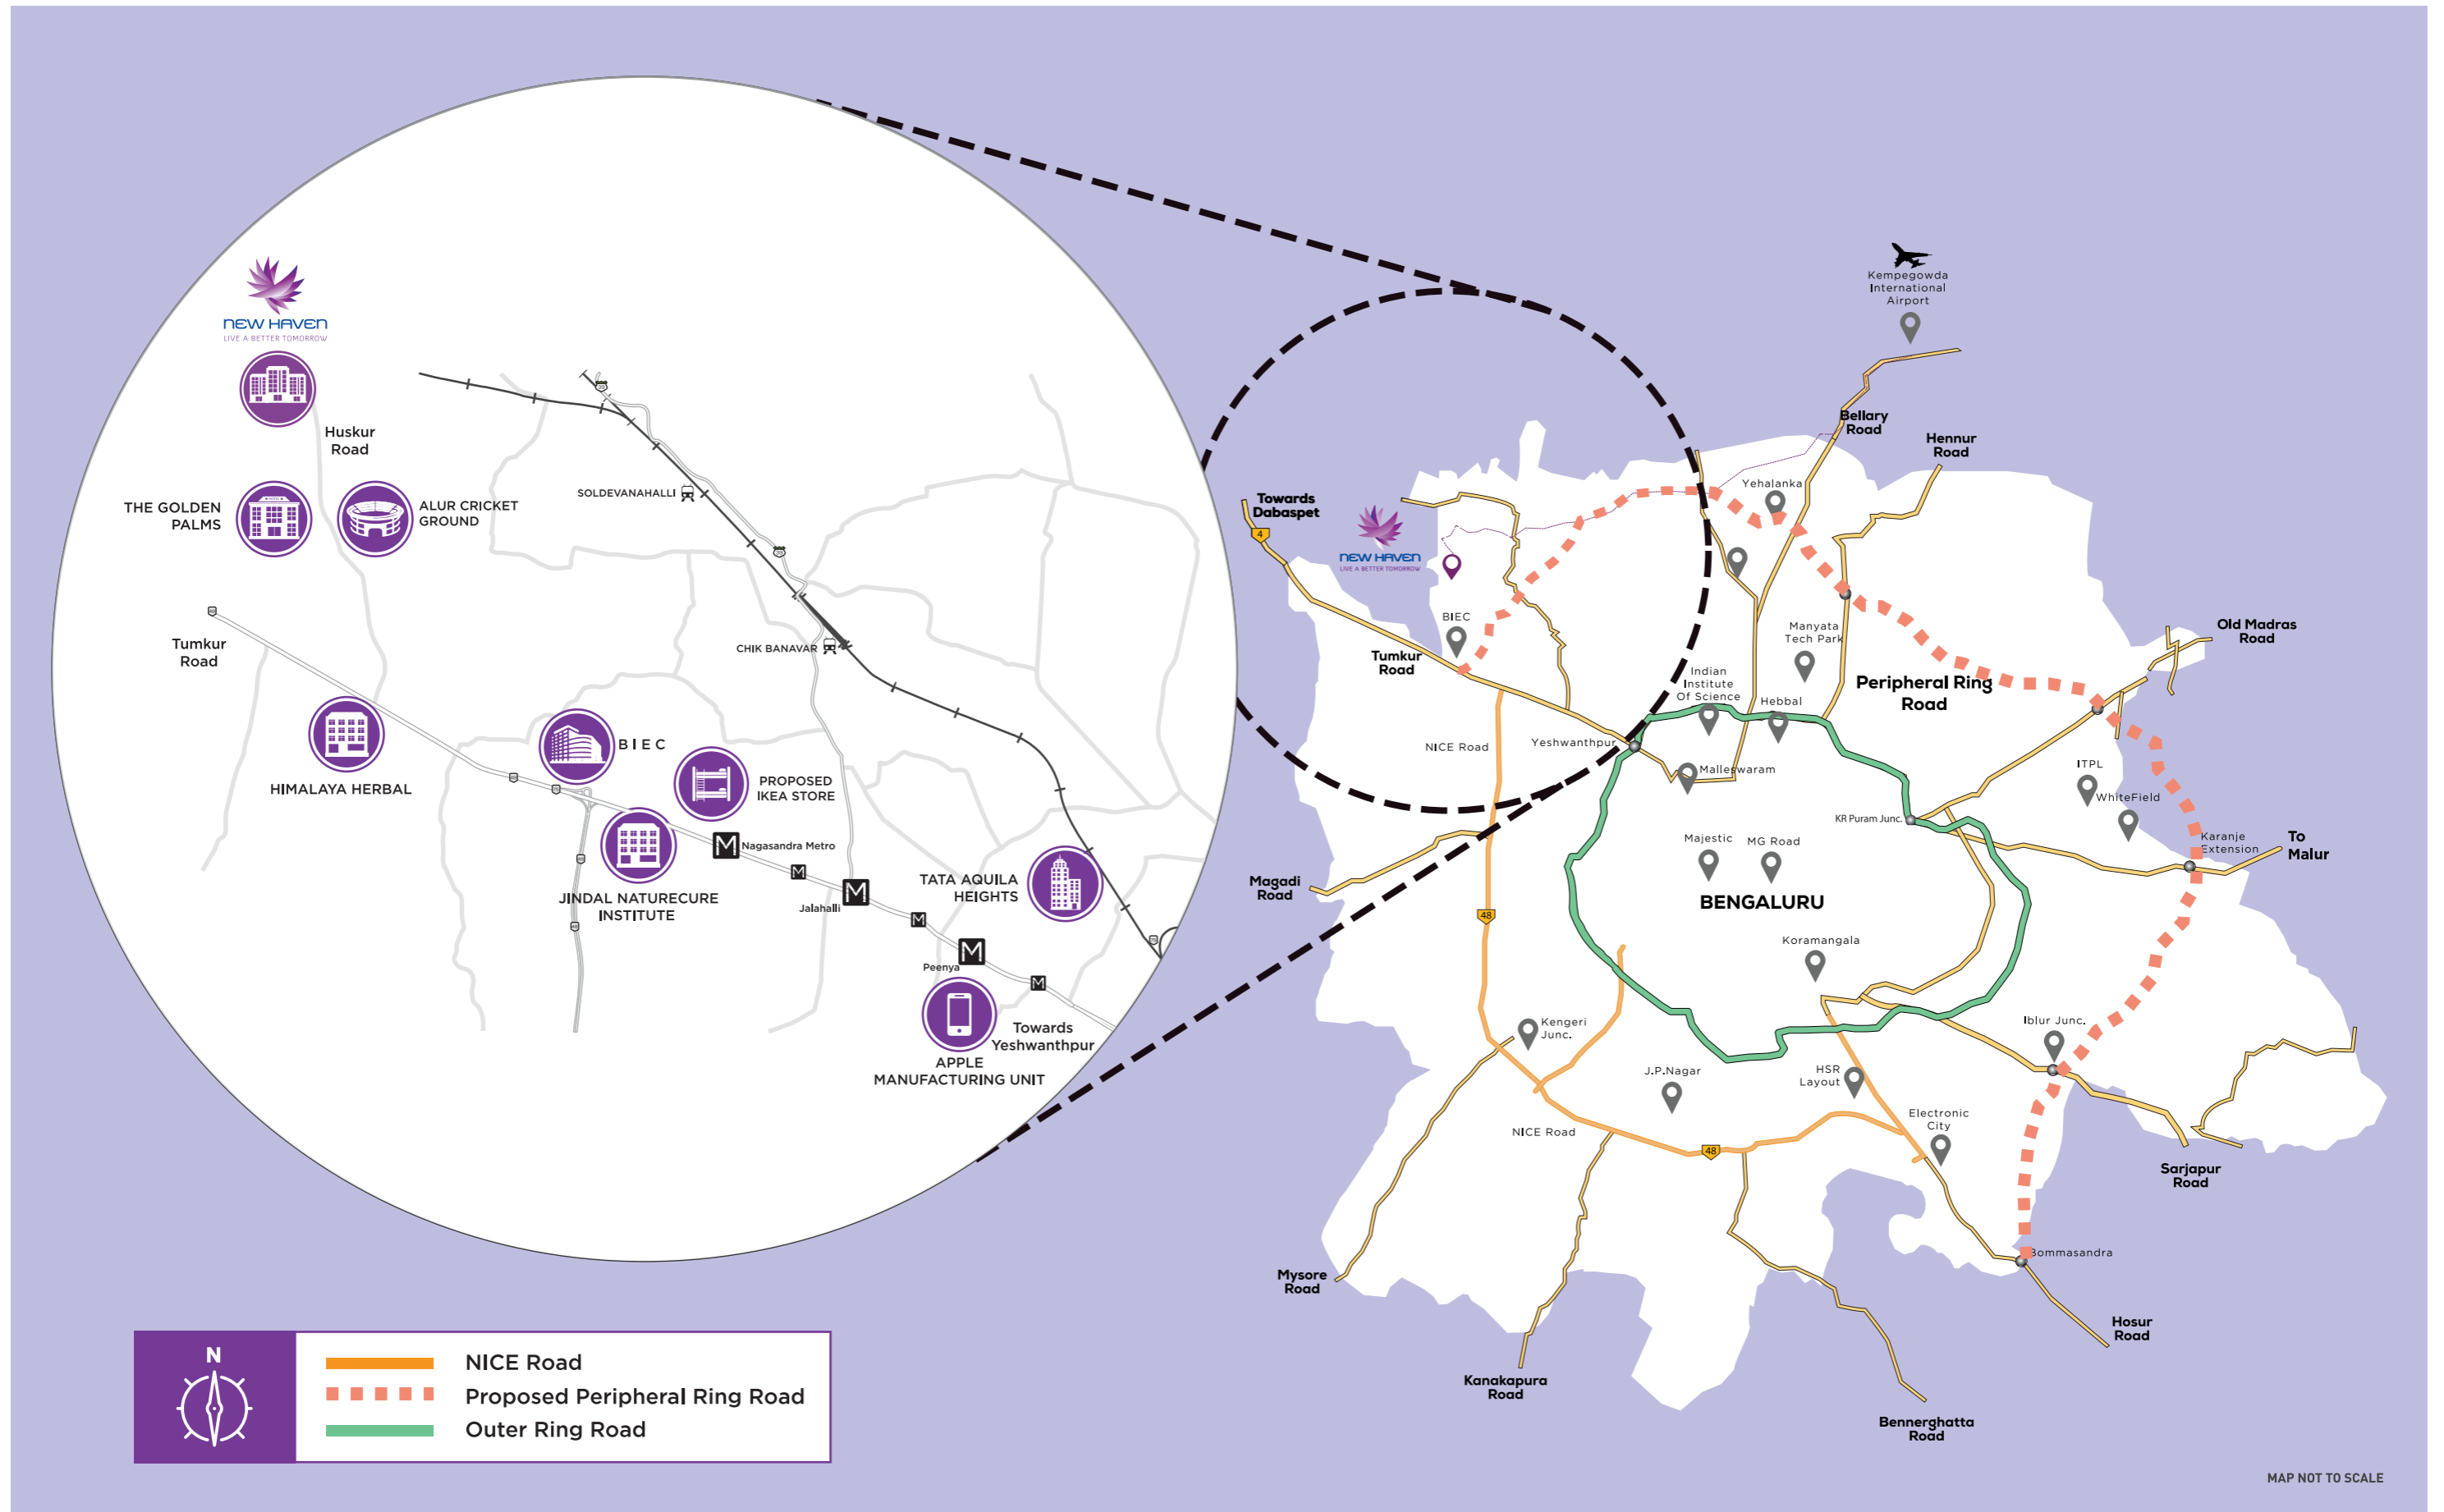 NEW HAVEN
LIVE A BETTER TOMORROW
Huskur
Road
THE GOLDEN
PALMS
ALUR CRICKET
GROUND
SOLDEVANAHALLI
CHIK BANAVAR
Tumkur
Road
HIMALAYA HERBAL
BIEC
PROPOSED
IKEA STORE
JINDAL NATURECURE
INSTITUTE
M
Nagasandra Metro
M
M
Jalahalli
M
M
Peenya
M
TATA AQUILA
HEIGHTS
APPLE
MANUFACTURING UNIT
Towards
Yeshwanthpur
Kempegowda
International
Airport
Bellary
Road
Hennur
Road
Yehalanka
Towards
Dabaspet
4
NEW HAVEN
LIVE A BETTER TOMORROW
BIEC
Tumkur
Road
Manyata
Tech Park
Indian
Institute
Of Science
Hebbal
Peripheral Ring
Road
Old Madras
Road
NICE Road
Yeshwanthpur
Malleswaram
ITPL
WhiteField
KR Puram Junc.
Karanje
Extension
To
Malur
Majestic
MG Road
BENGALURU
Magadi
Road
48
Koramangala
Kengeri
Junc.
Iblur Junc.
J.P.Nagar
HSR
Layout
Electronic
City
NICE Road
48
Sarjapur
Road
Bommasandra
Mysore
Road
Hosur
Road
Kanakapura
Road
Bennerghatta
Road
N
NICE Road
Proposed Peripheral Ring Road
Outer Ring Road
MAP NOT TO SCALE